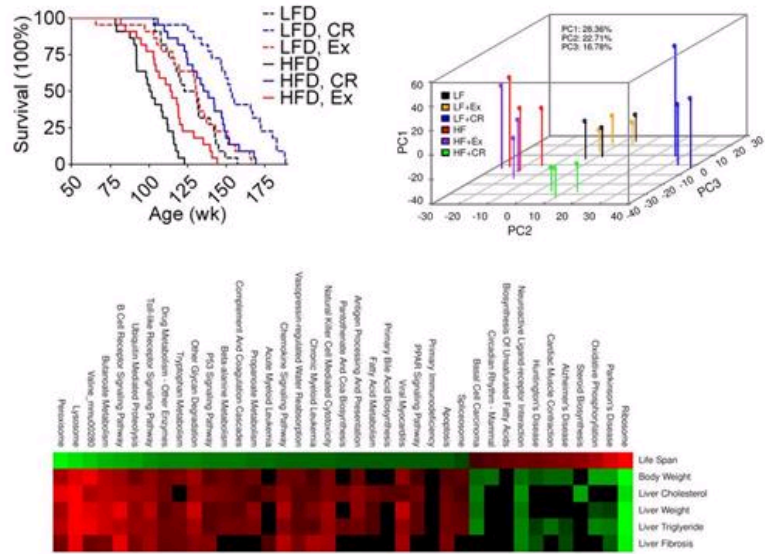 Survival (100%)
100
75
50
25
0
50
75
100
125
150
175
Age (wk)
LFD
LFD, CR
LFD, Ex
HFD
HFD, CR
HFD, Ex
PC1: 28.36%
PC2: 22.71%
PC3: 16.78%
LF
LF+Ex
LF+CR
HF
HF+Ex
HF+CR
PC1
60
40
20
0
-20
-40
-30
-20
-10
0
10
20
30
40
PC2
-40
-30
-20
-10
0
10
20
30
PC3
Peroxisome
Lysosome
Valine_mmu00280
Butanoate Metabolism
B Cell Receptor Signaling Pathway
Ubiquitin Mediated Proteolysis
Toll-like Receptor Signaling Pathway
Drug Metabolism - Other Enzymes
Tryptophan Metabolism
Other Glycan Degradation
P53 Signaling Pathway
Beta-alanine Metabolism
Complement And Coagulation Cascades
Propanoate Metabolism
Acute Myeloid Leukemia
Chemokine Signaling Pathway
Vasopressin-regulated Water Reabsorption
Chronic Myeloid Leukemia
Natural Killer Cell Mediated Cytotoxicity
Pantothenate And Coa Biosynthesis
Antigen Processing And Presentation
Fatty Acid Metabolism
Primary Bile Acid Biosynthesis
Viral Myocarditis
PPAR Signaling Pathway
Primary Immunodeficiency
Apoptosis
Spliceosome
Basal Cell Carcinoma
Circadian Rhythm - Mammal
Biosynthesis Of Unsaturated Fatty Acids
Neuroactive Ligand-receptor Interaction
Huntington's Disease
Cardiac Muscle Contraction
Alzheimer's Disease
Steroid Biosynthesis
Oxidative Phosphorylation
Parkinson's Disease
Ribosome
Life Span
Body Weight
Liver Cholesterol
Liver Weight
Liver Triglyeride
Liver Fibrosis